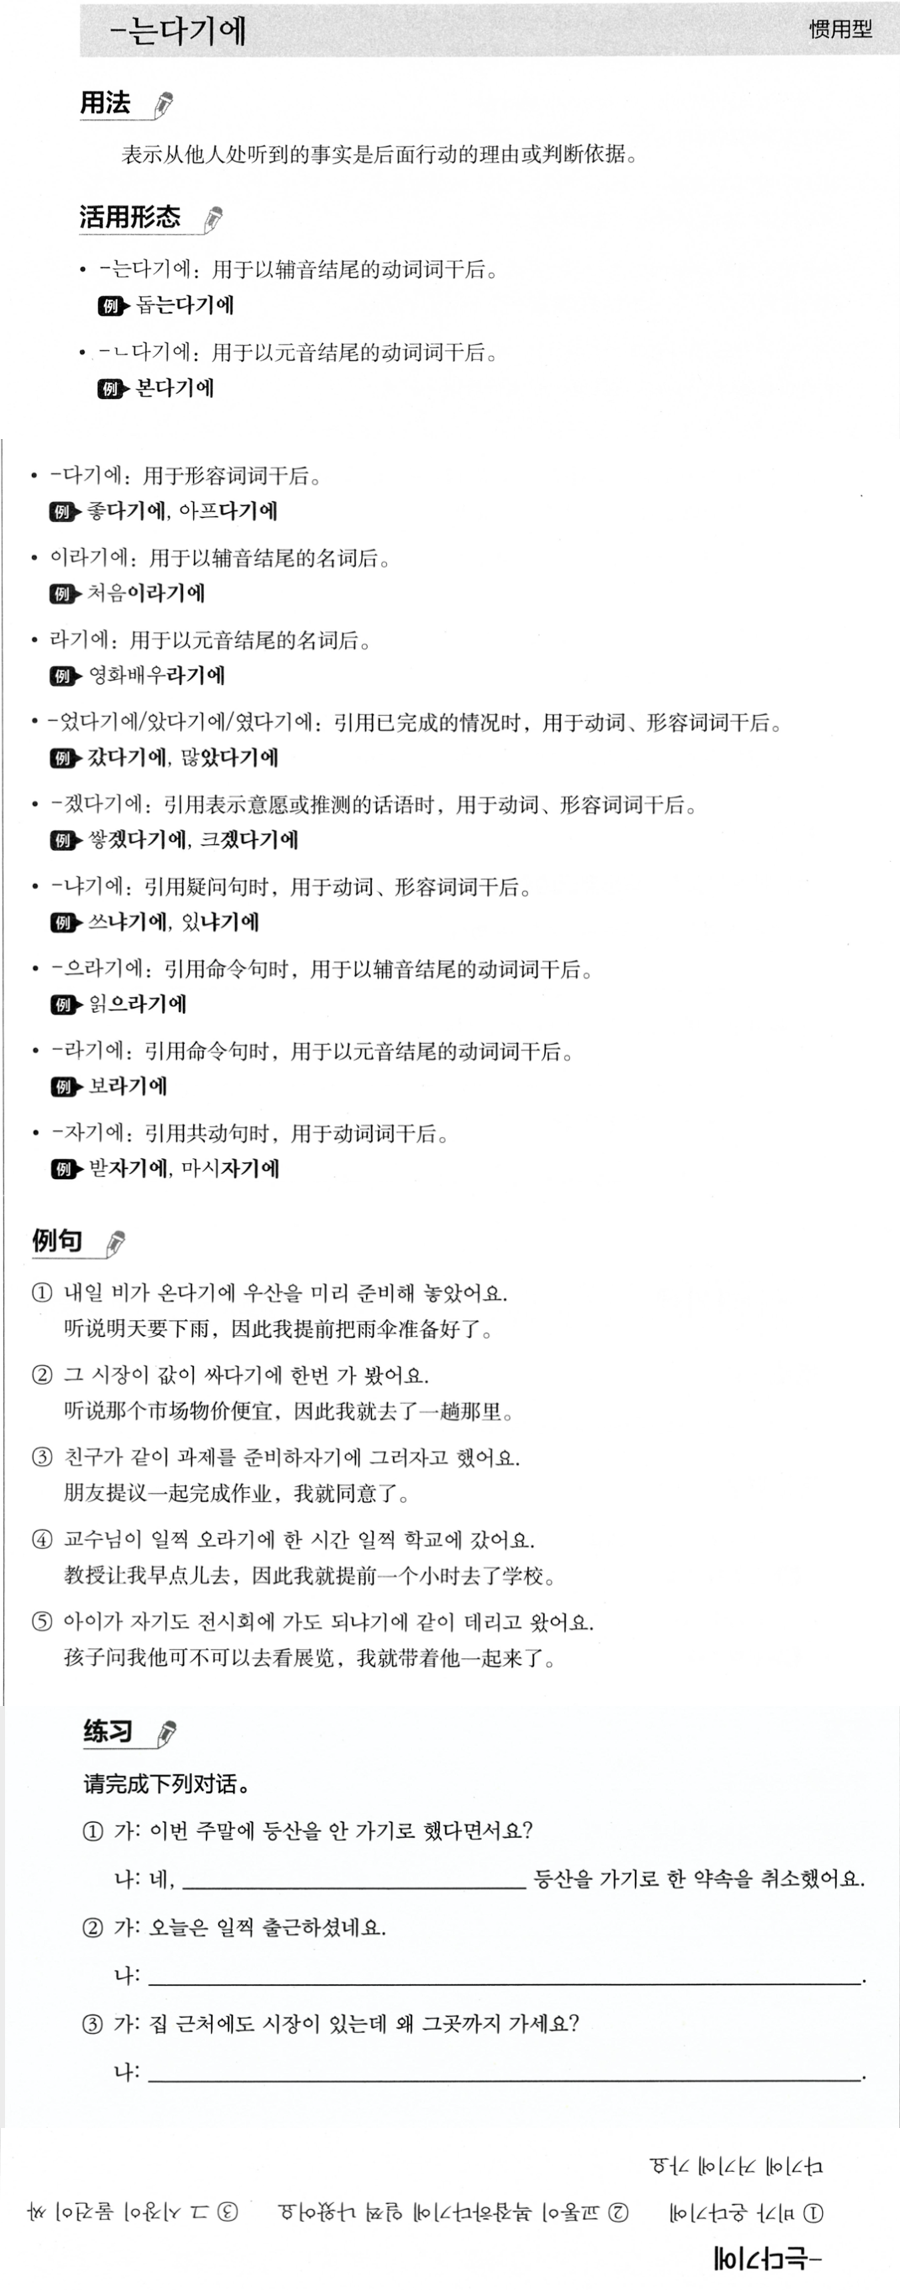 -는다기에 惯用型
用法
表示从他人处听到的事实是后面行动的理由或判断依据。
活用形态
• -는다기에：用于以辅音结尾的动词词干后。
例 돕는다기에
• -ㄴ다기에：用于以元音结尾的动词词干后。
例 본다기에
• -다기에：用于形容词词干后。
例 좋다기에, 아프다기에
• 이라기에：用于以辅音结尾的名词后。
例 처음이라기에
• 라기에：用于以元音结尾的名词后。
例 영화배우라기에
• -었다기에/았다기에/였다기에：引用已完成的情况时，用于动词、形容词词干后。
例 갔다기에, 많았다기에
• -겠다기에：引用表示意愿或推测的话语时，用于动词、形容词词干后。
例 쌓겠다기에, 크겠다기에
• -냐기에：引用疑问句时，用于动词、形容词词干后。
例 쓰냐기에, 있냐기에
• -으라기에：引用命令句时，用于以辅音结尾的动词词干后。
例 읽으라기에
• -라기에：引用命令句时，用于以元音结尾的动词词干后。
例 보라기에
• -자기에：引用共动句时，用于动词词干后。
例 받자기에, 마시자기에
例句
① 내일 비가 온다기에 우산을 미리 준비해 놓았어요.
听说明天要下雨，因此我提前把雨伞准备好了。
② 그 시장이 값이 싸다기에 한번 가 봤어요.
听说那个市场物价便宜，因此我就去了一趟那里。
③ 친구가 같이 과제를 준비하자기에 그러자고 했어요.
朋友提议一起完成作业，我就同意了。
④ 교수님이 일찍 오라기에 한 시간 일찍 학교에 갔어요.
教授让我早点儿去，因此我就提前一个小时去了学校。
⑤ 아이가 자기도 전시회에 가도 되냐기에 같이 데리고 왔어요.
孩子问我他可不可以去看展览，我就带着他一起来了。
练习
请完成下列对话。
① 가: 이번 주말에 등산을 안 가기로 했다면서요?
나: 네, ____________ 등산을 가기로 한 약속을 취소했어요.
② 가: 오늘은 일찍 출근하셨네요.
나: ____________.
③ 가: 집 근처에도 시장이 있는데 왜 그곳까지 가세요?
나: ____________.
-는다기에
① 비가 온다기에 ② 교통이 복잡하다기에 일찍 나왔어요 ③ 그 시장이 물건이 싸
다기에 거기에 가요